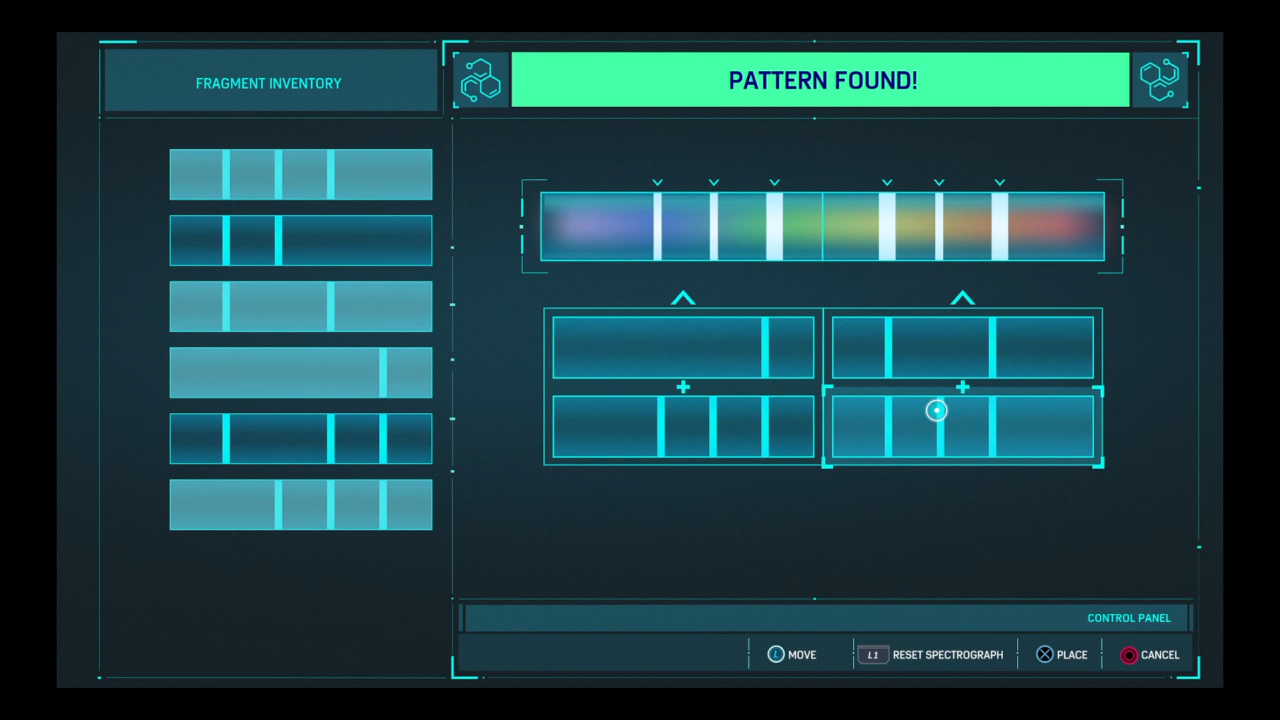 FRAGMENT INVENTORY
PATTERN FOUND!
CONTROL PANEL
L MOVE
L1 RESET SPECTROGRAPH
PLACE
CANCEL